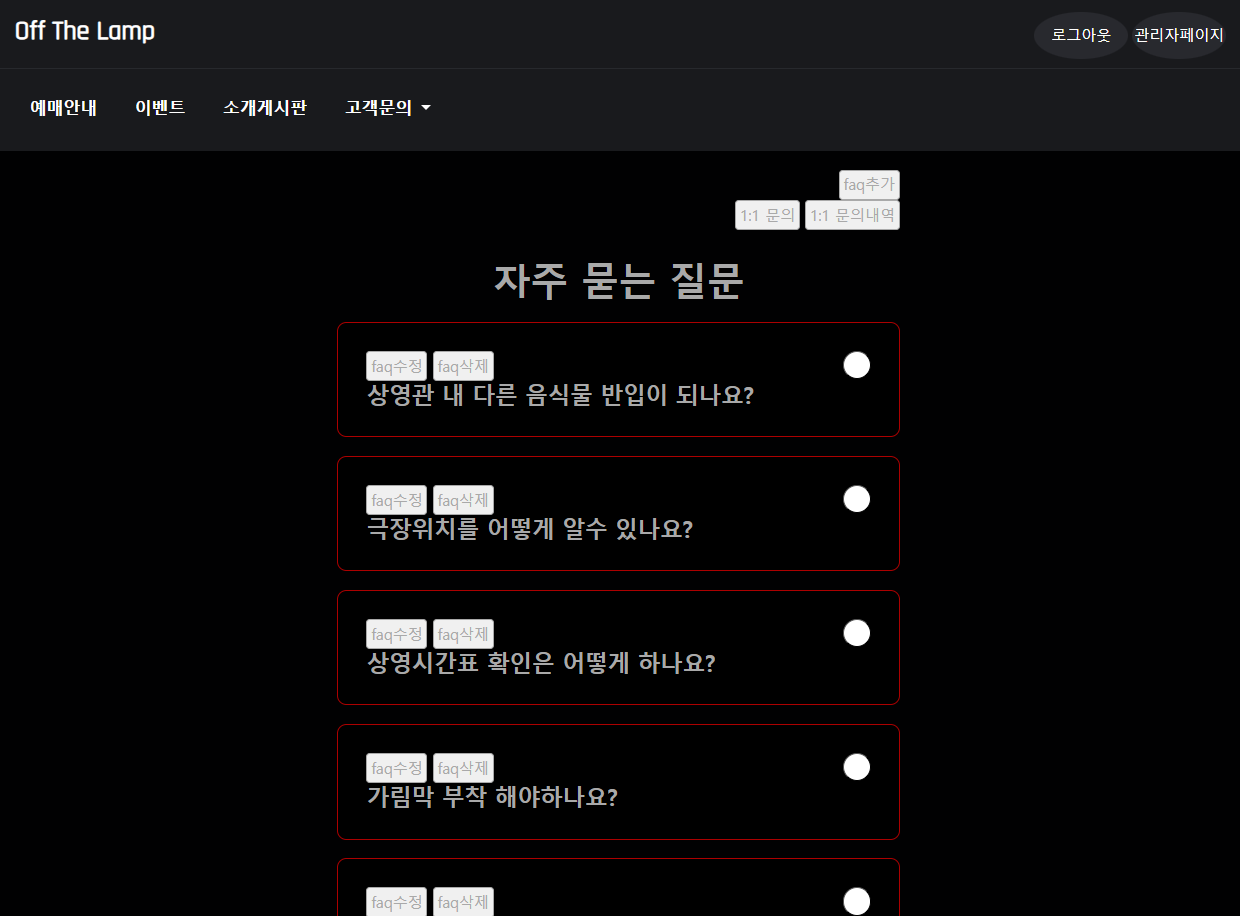 Off The Lamp
로그아웃 관리자페이지
예매안내 이벤트 소개게시판 고객문의
faq추가
1:1 문의 1:1 문의내역
자주 묻는 질문
faq수정 faq삭제
상영관 내 다른 음식물 반입이 되나요?
faq수정 faq삭제
극장위치를 어떻게 알수 있나요?
faq수정 faq삭제
상영시간표 확인은 어떻게 하나요?
faq수정 faq삭제
가림막 부착 해야하나요?
faq수정 faq삭제